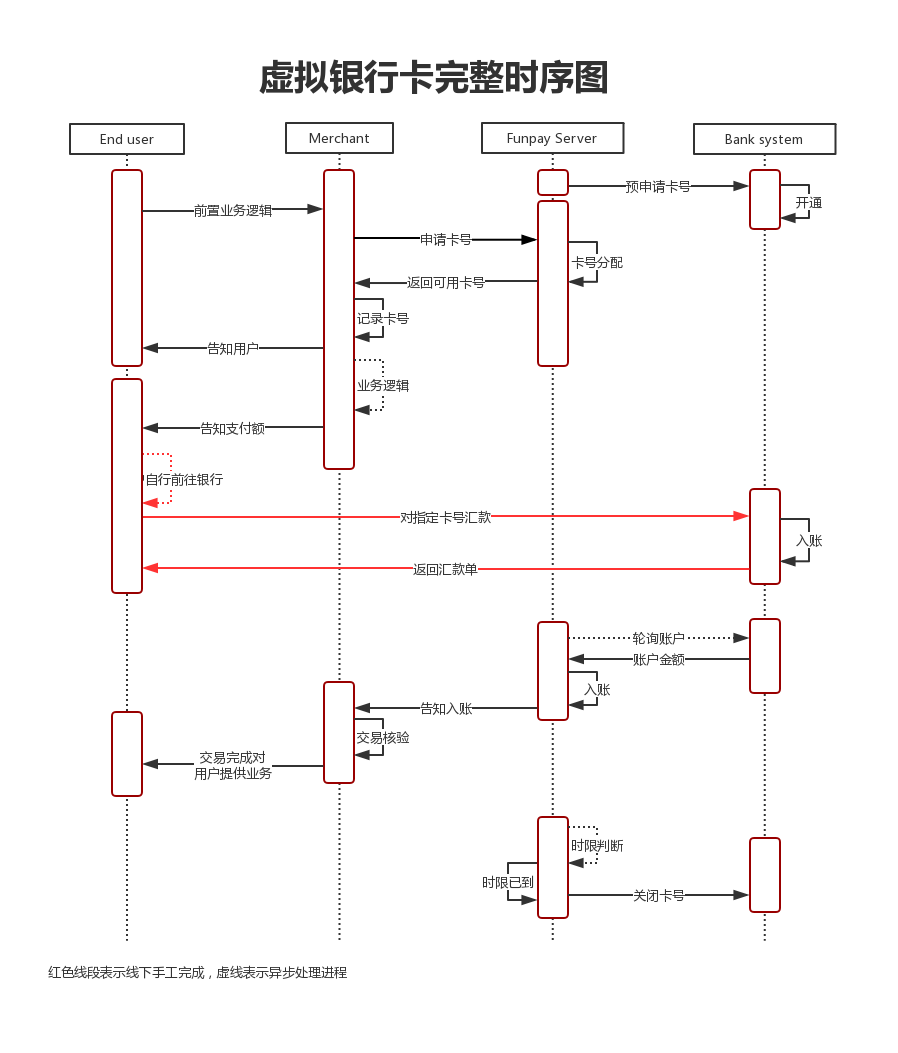 虚拟银行卡完整时序图
End user
Merchant
Funpay Server
Bank system
预申请卡号
开通
前置业务逻辑
申请卡号
卡号分配
返回可用卡号
记录卡号
告知用户
业务逻辑
告知支付额
自行前往银行
对指定卡号汇款
入账
返回汇款单
轮询账户
账户金额
入账
告知入账
交易核验
交易完成对
用户提供业务
时限判断
时限已到
关闭卡号
红色线段表示线下手工完成，虚线表示异步处理进程